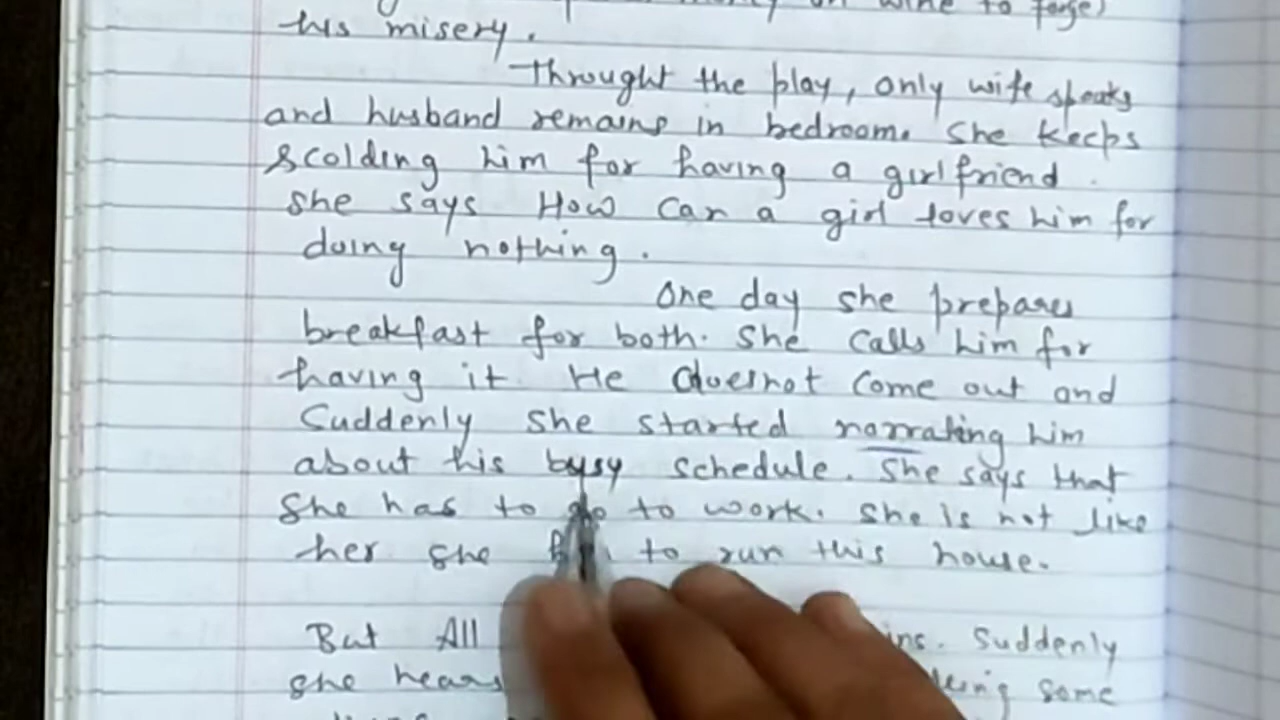 wine to forget
his misery.
Throught the play, only wife speaks
and husband remains in bedroom. She keeps
scolding him for having a girlfriend.
she says How can a girl loves him for
doing nothing.
One day she prepares
breakfast for both. She calls him for
having it. He doesnot come out and
Suddenly she started narrating him
about his busy schedule. She says that
she has to go to work. she is not like
her she to run this house.
But All Suddenly
she hears some